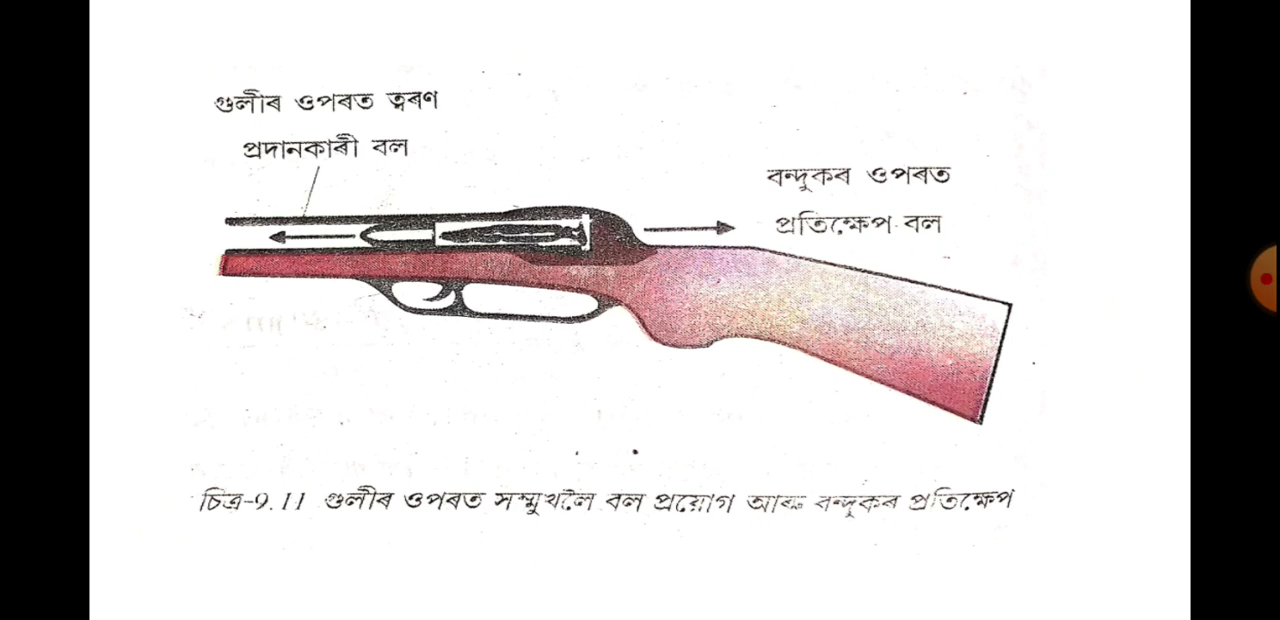 গুলীৰ ওপৰত ত্বৰণ
প্ৰদানকাৰী বল
বন্দুকৰ ওপৰত
প্ৰতিক্ষেপ বল
চিত্ৰ-9.11 গুলীৰ ওপৰত সন্মুখলৈ বল প্ৰয়োগ আৰু বন্দুকৰ প্ৰতিক্ষেপ